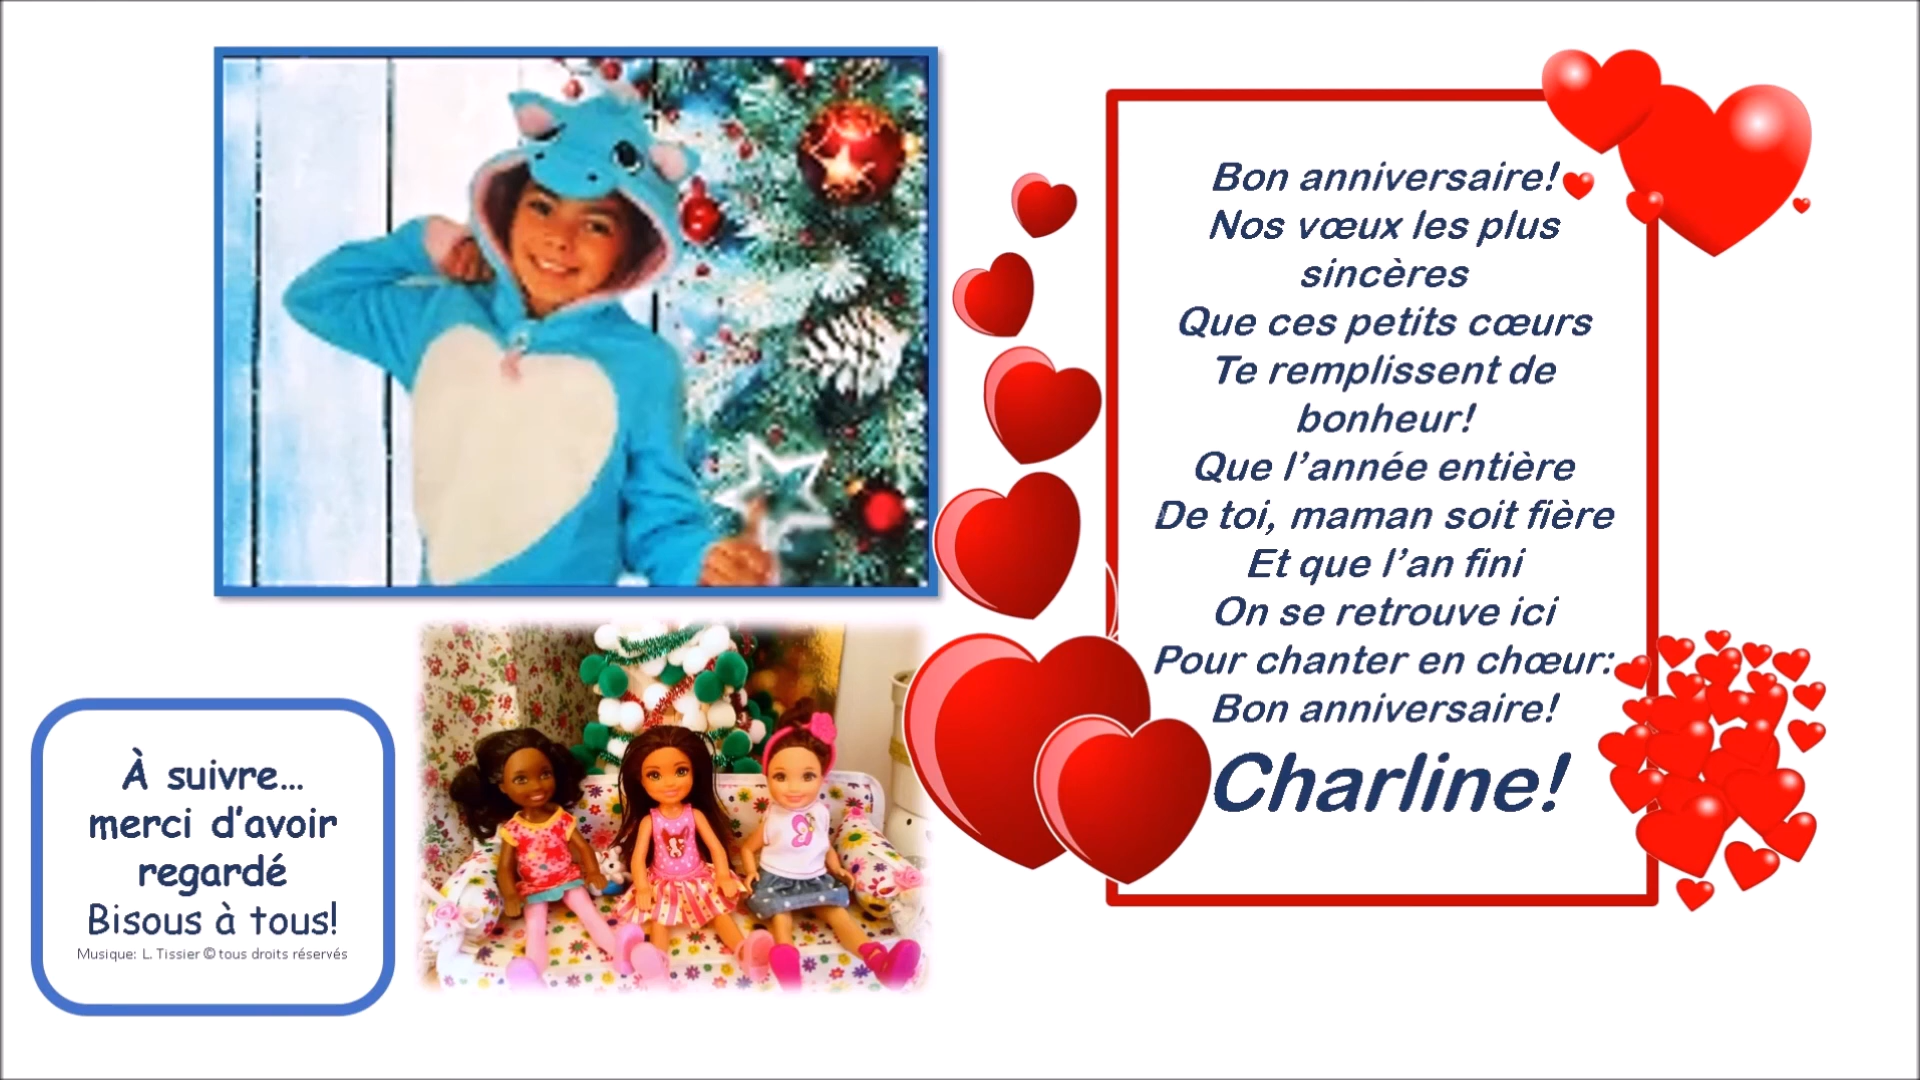 Bon anniversaire!
Nos vœux les plus
sincères
Que ces petits cœurs
Te remplissent de
bonheur!
Que l’année entière
De toi, maman soit fière
Et que l’an fini
On se retrouve ici
Pour chanter en chœur:
Bon anniversaire!
Charline!
À suivre…
merci d’avoir
regardé
Bisous à tous!
Musique: L. Tissier © tous droits réservés